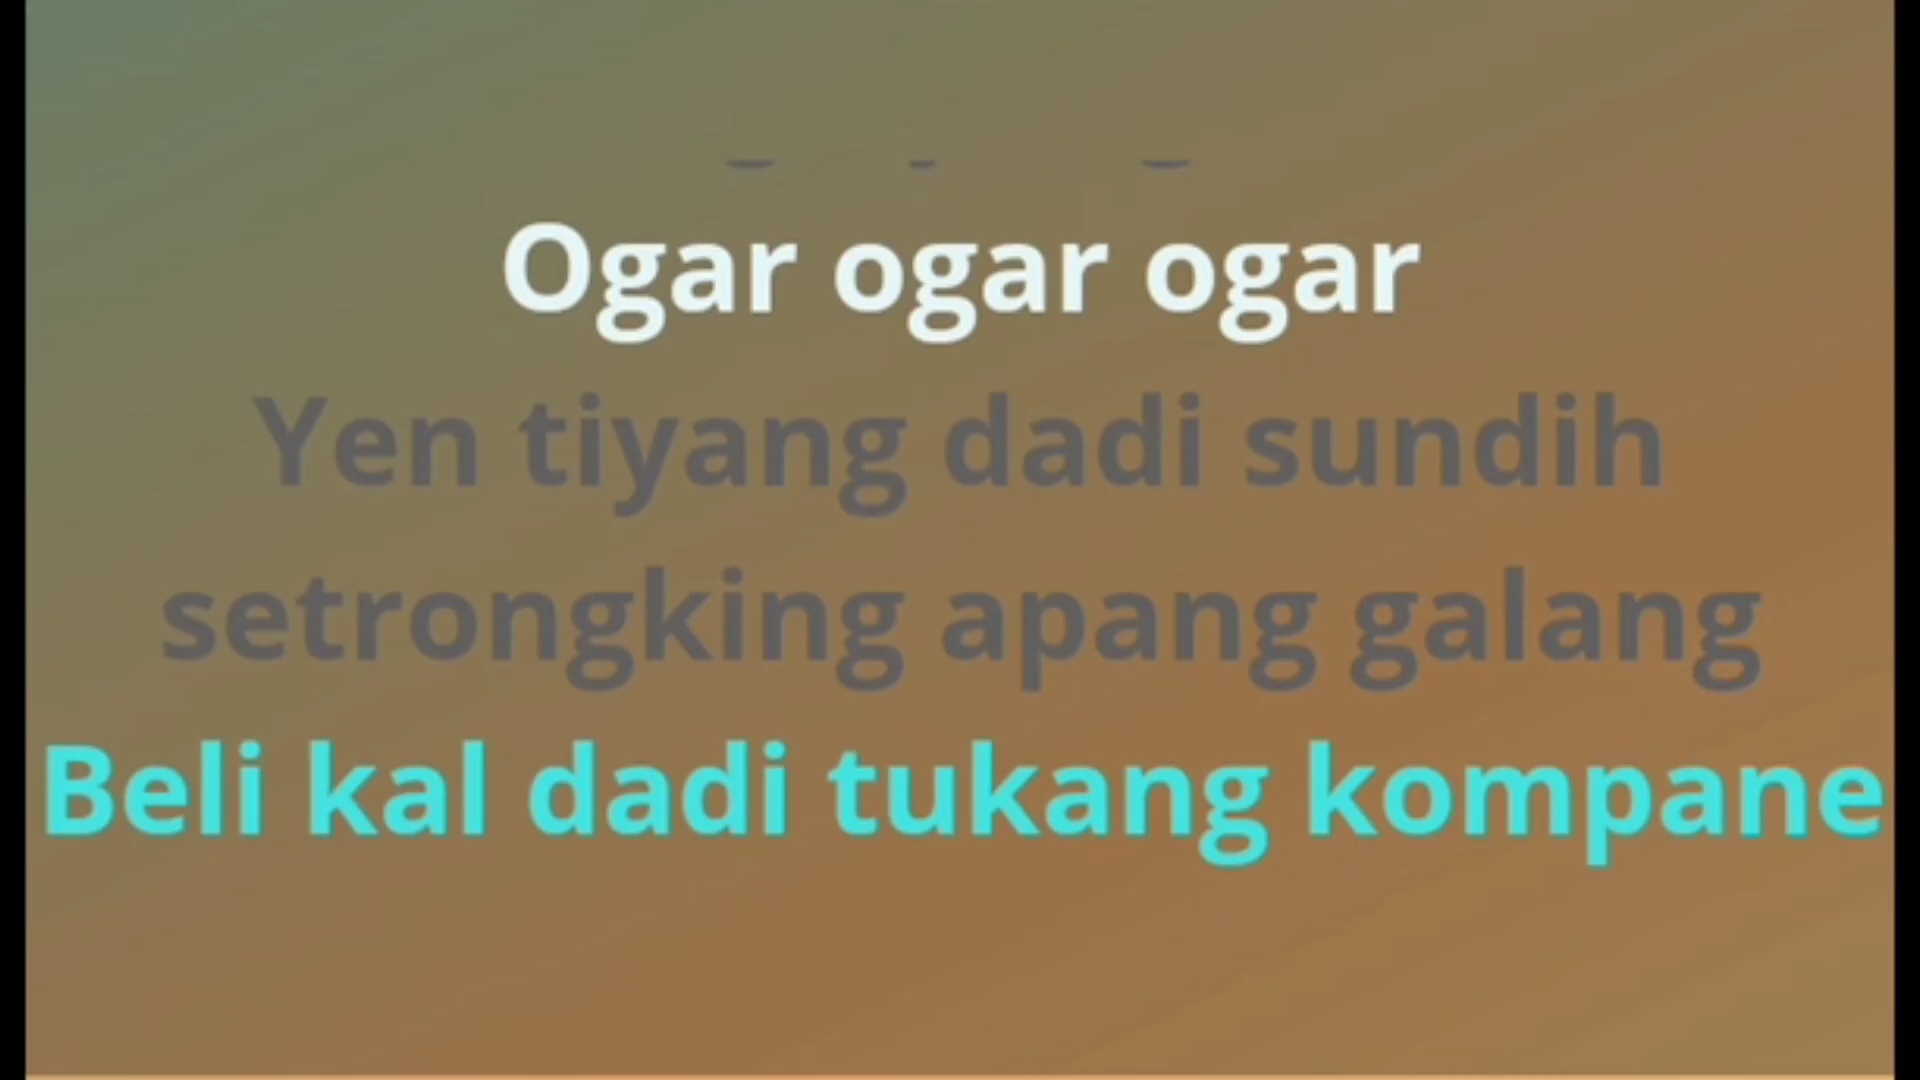 Ogar ogar ogar
Yen tiyang dadi sundih
setrongking apang galang
Beli kal dadi tukang kompane